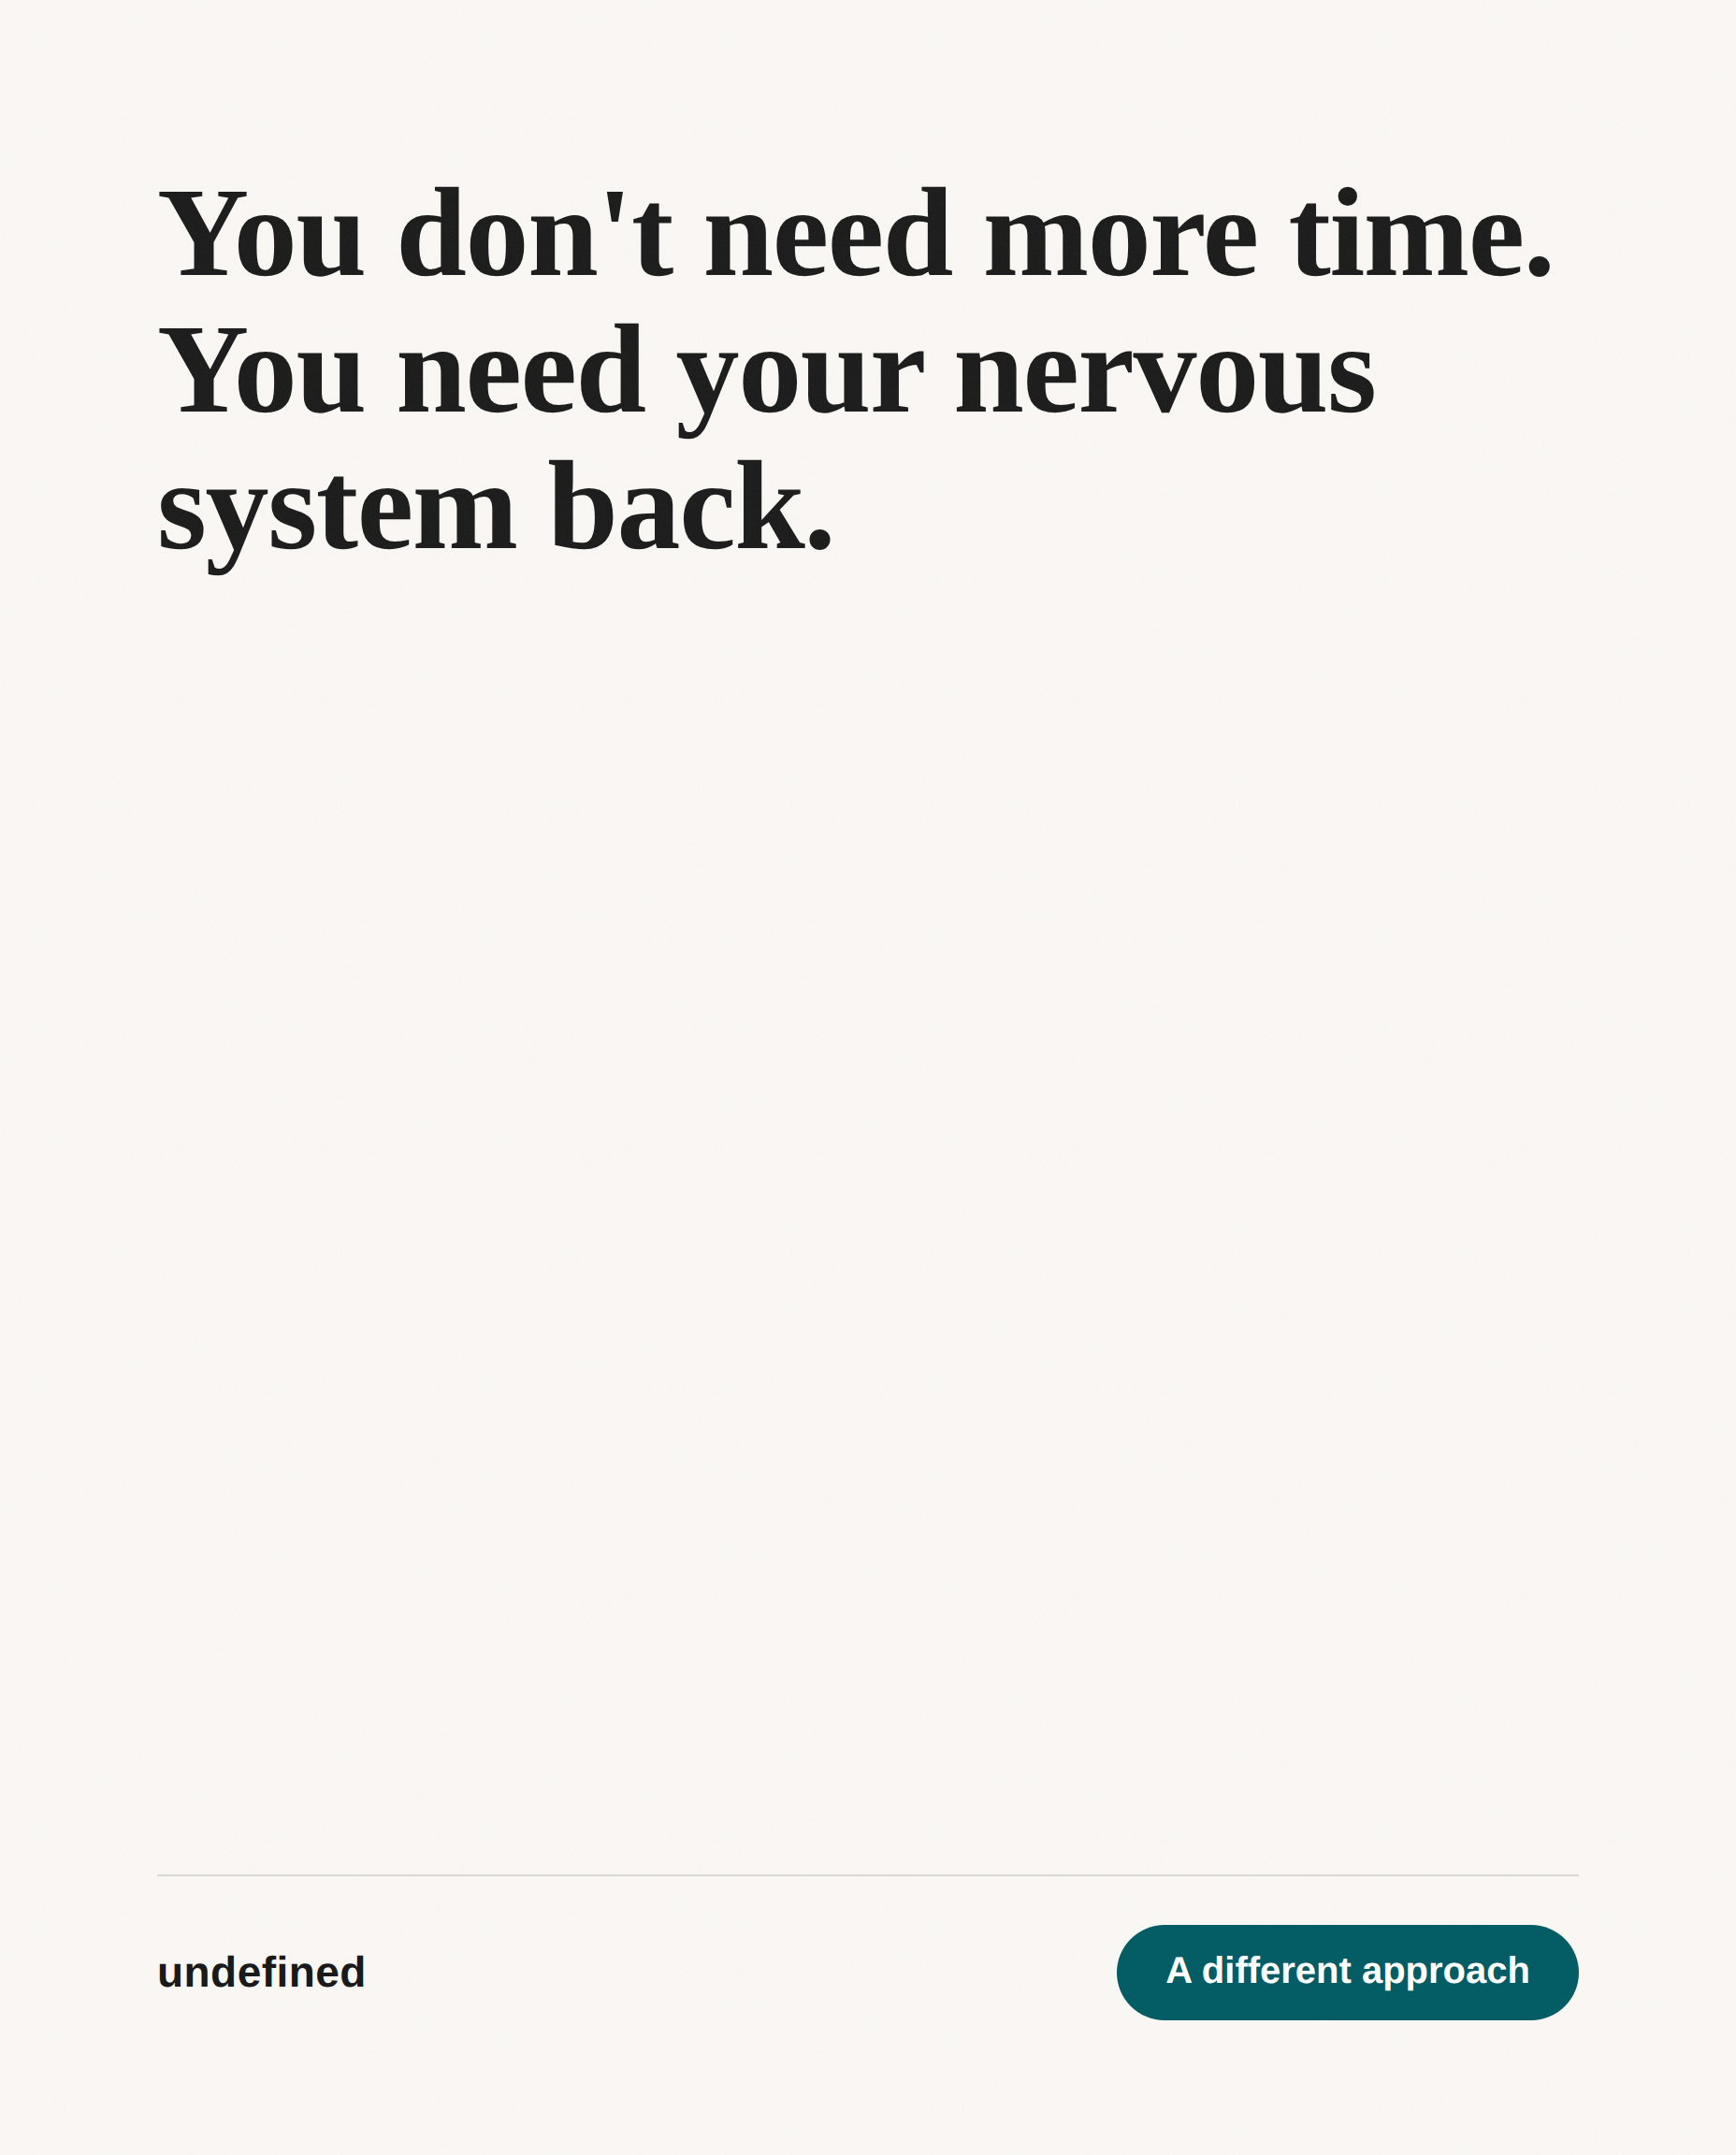 You don't need more time.
You need your nervous
system back.
undefined
A different approach